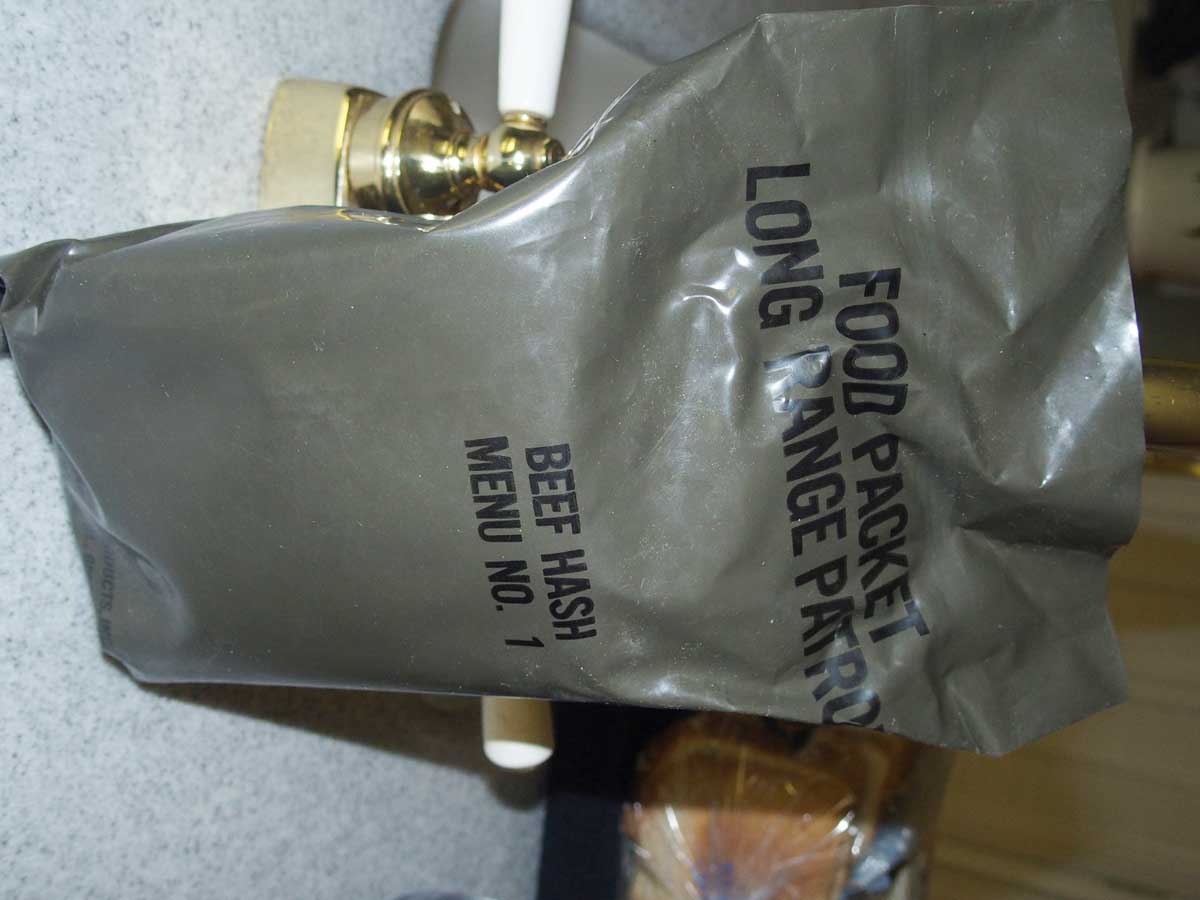 FOOD PACKET
LONG RANGE PATRO
BEEF HASH
MENU NO. 1